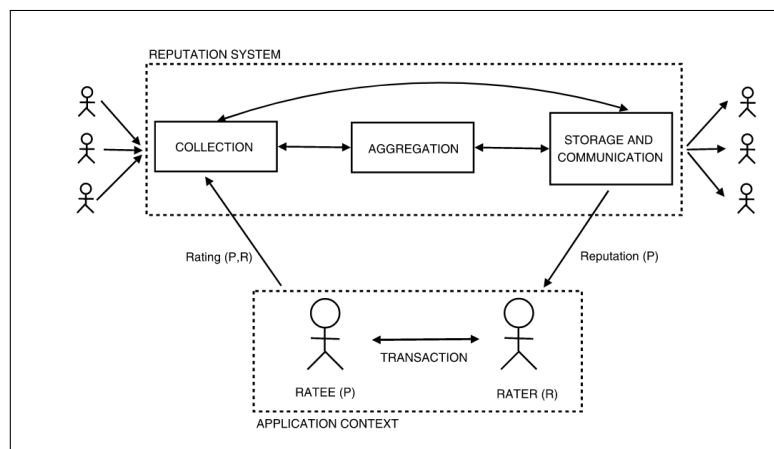 REPUTATION SYSTEM
COLLECTION
AGGREGATION
STORAGE AND
COMMUNICATION
Rating (P,R)
Reputation (P)
TRANSACTION
RATEE (P)
RATER (R)
APPLICATION CONTEXT